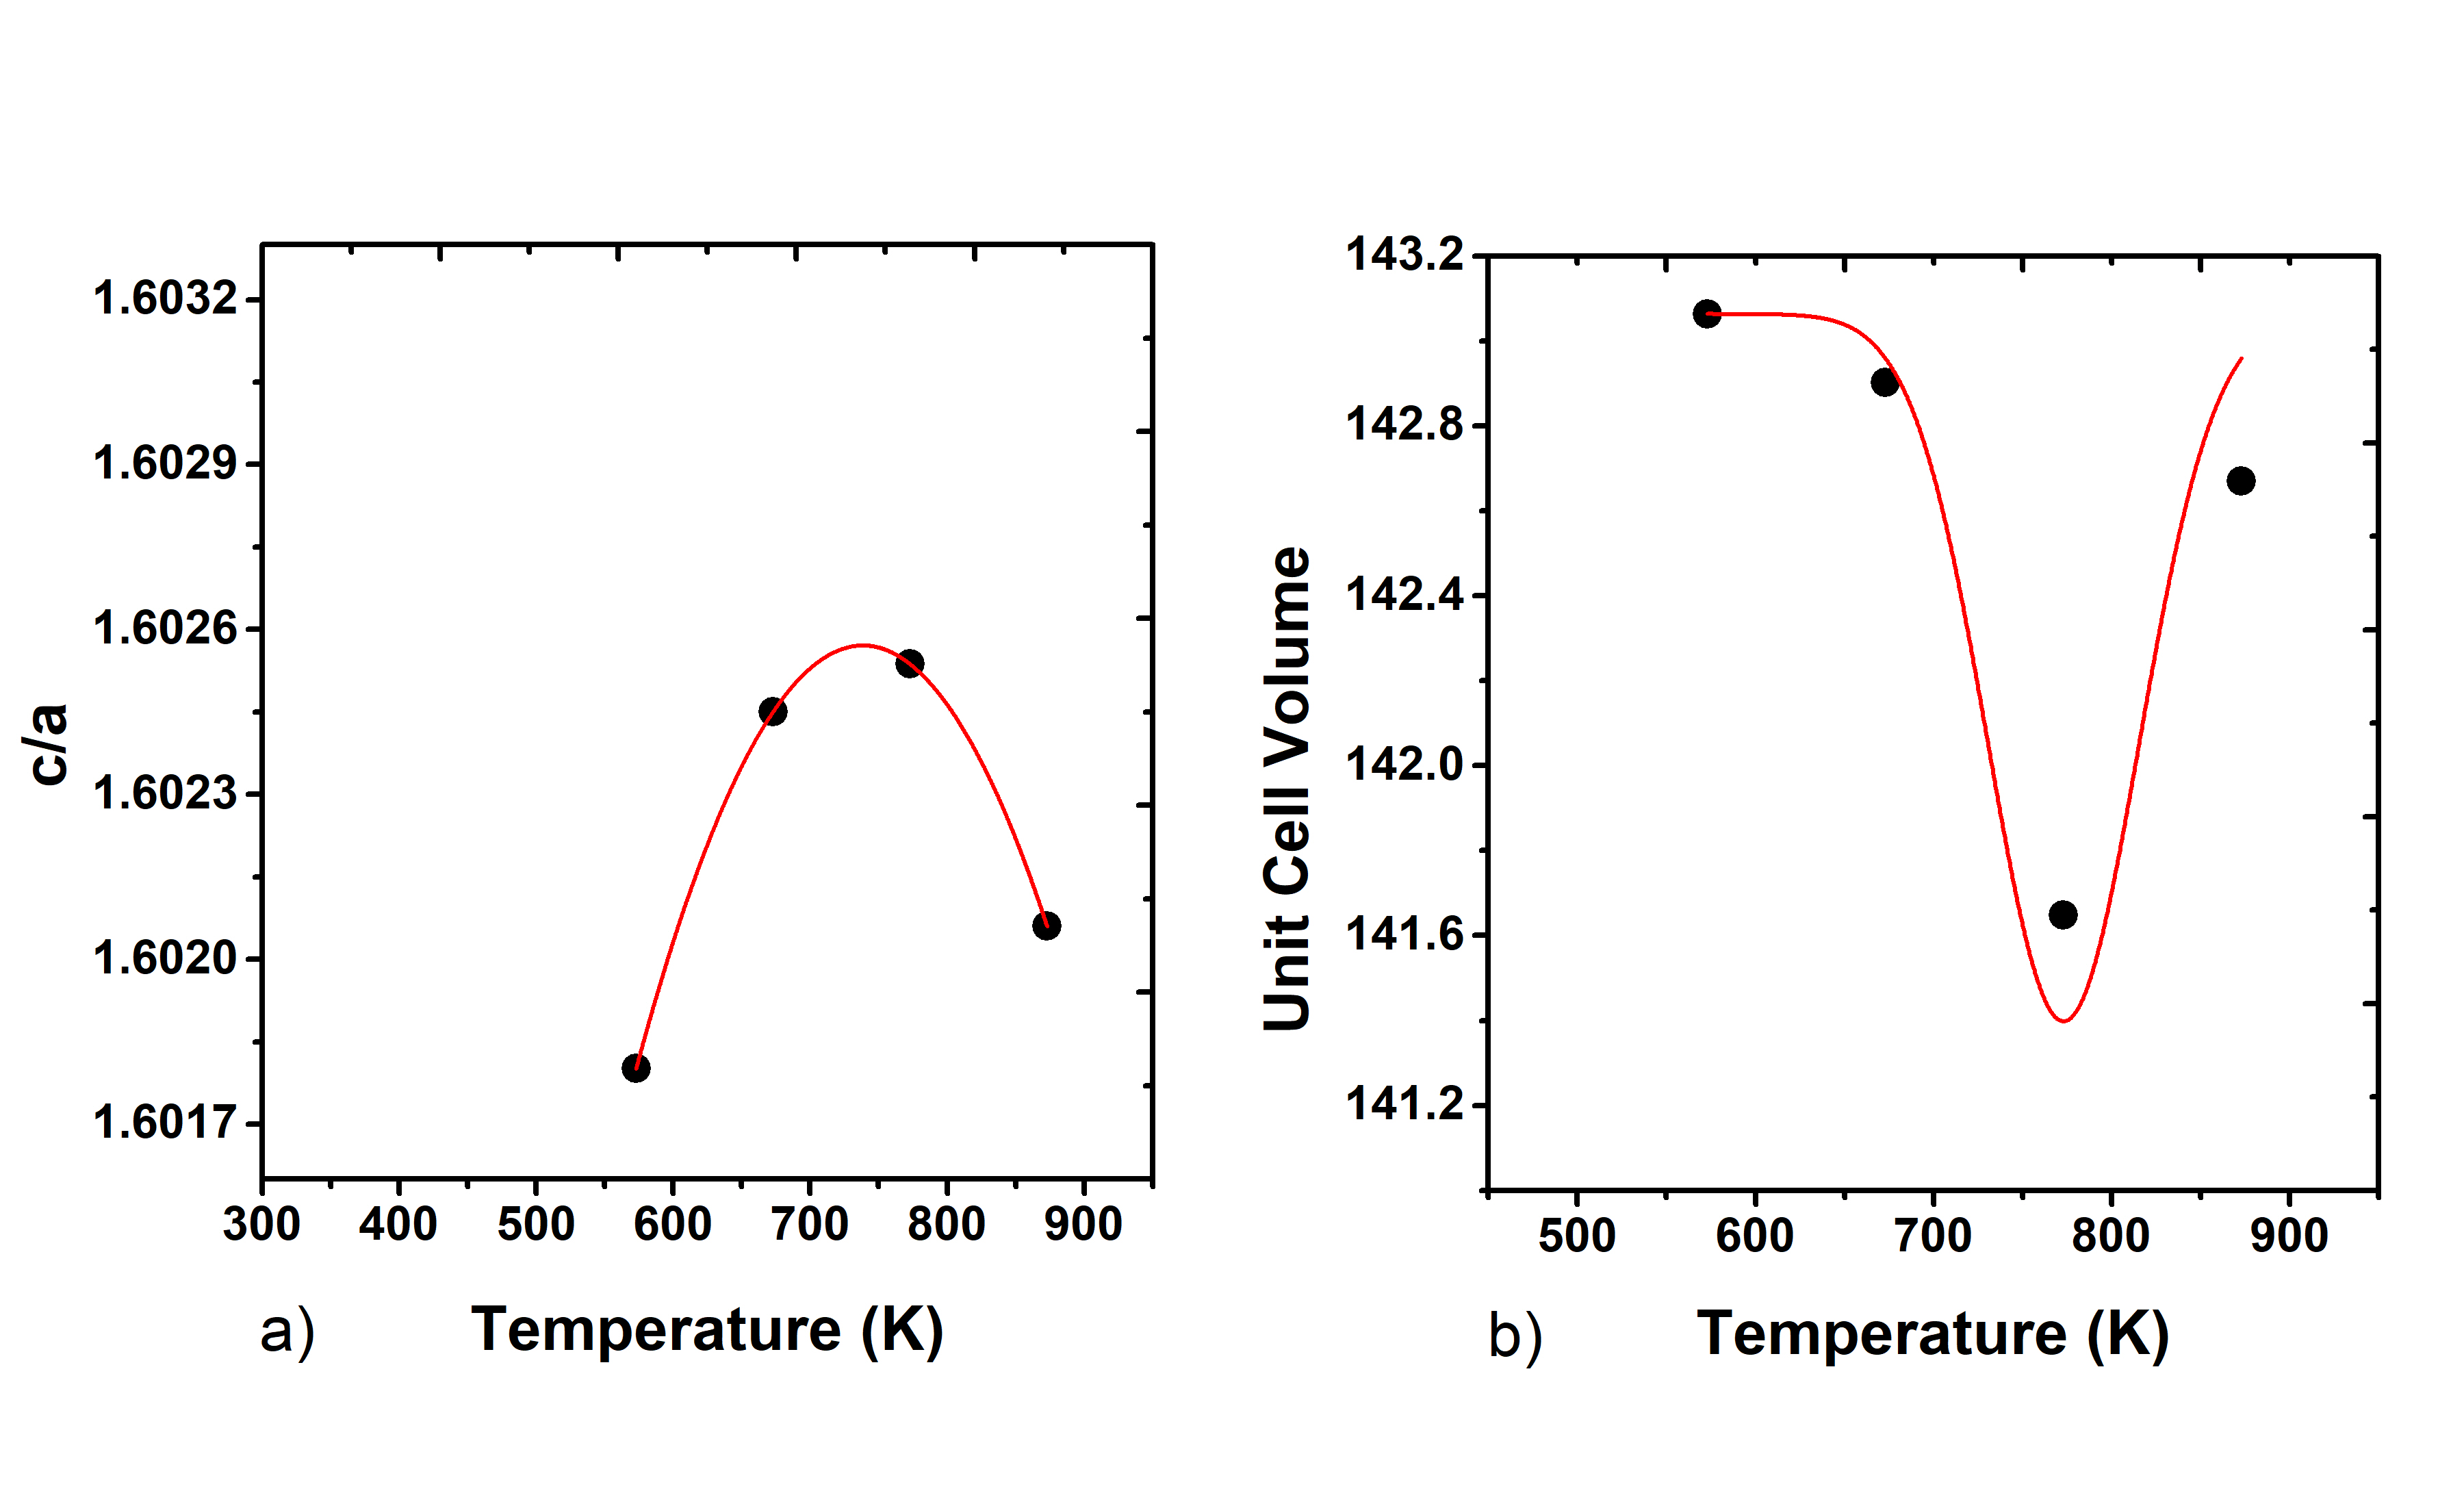 c/a
1.6032
1.6029
1.6026
1.6023
1.6020
1.6017
300 400 500 600 700 800 900
a) Temperature (K)
Unit Cell Volume
143.2
142.8
142.4
142.0
141.6
141.2
500 600 700 800 900
b) Temperature (K)